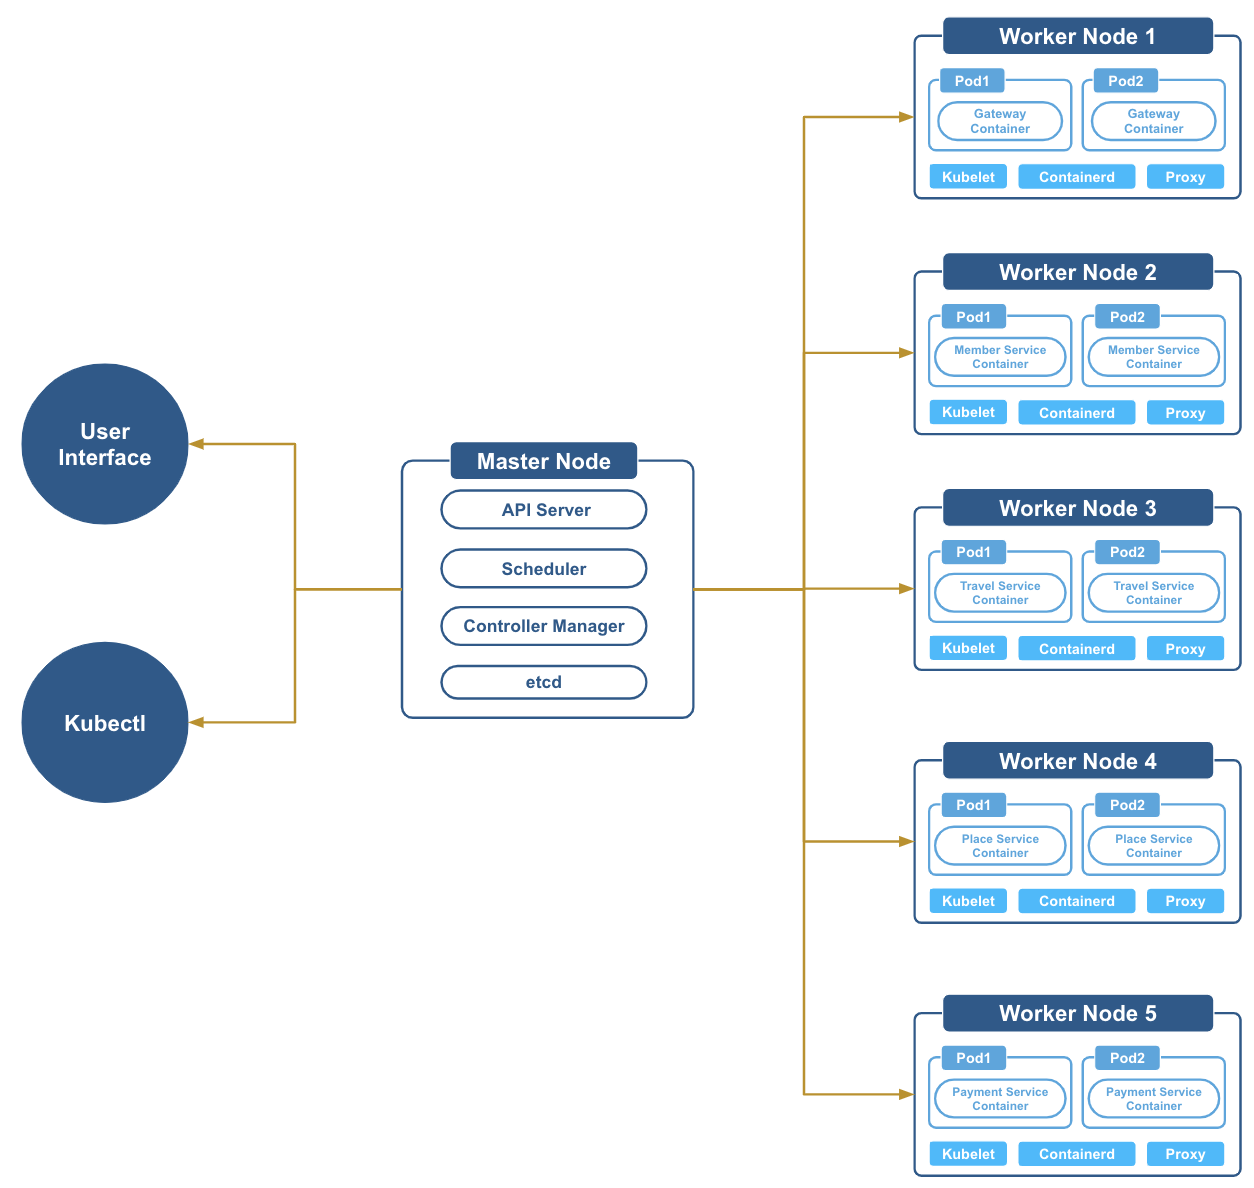 User
Interface
Kubectl
Master Node
API Server
Scheduler
Controller Manager
etcd
Worker Node 1
Pod1
Gateway
Container
Pod2
Gateway
Container
Kubelet
Containerd
Proxy
Worker Node 2
Pod1
Member Service
Container
Pod2
Member Service
Container
Kubelet
Containerd
Proxy
Worker Node 3
Pod1
Travel Service
Container
Pod2
Travel Service
Container
Kubelet
Containerd
Proxy
Worker Node 4
Pod1
Place Service
Container
Pod2
Place Service
Container
Kubelet
Containerd
Proxy
Worker Node 5
Pod1
Payment Service
Container
Pod2
Payment Service
Container
Kubelet
Containerd
Proxy